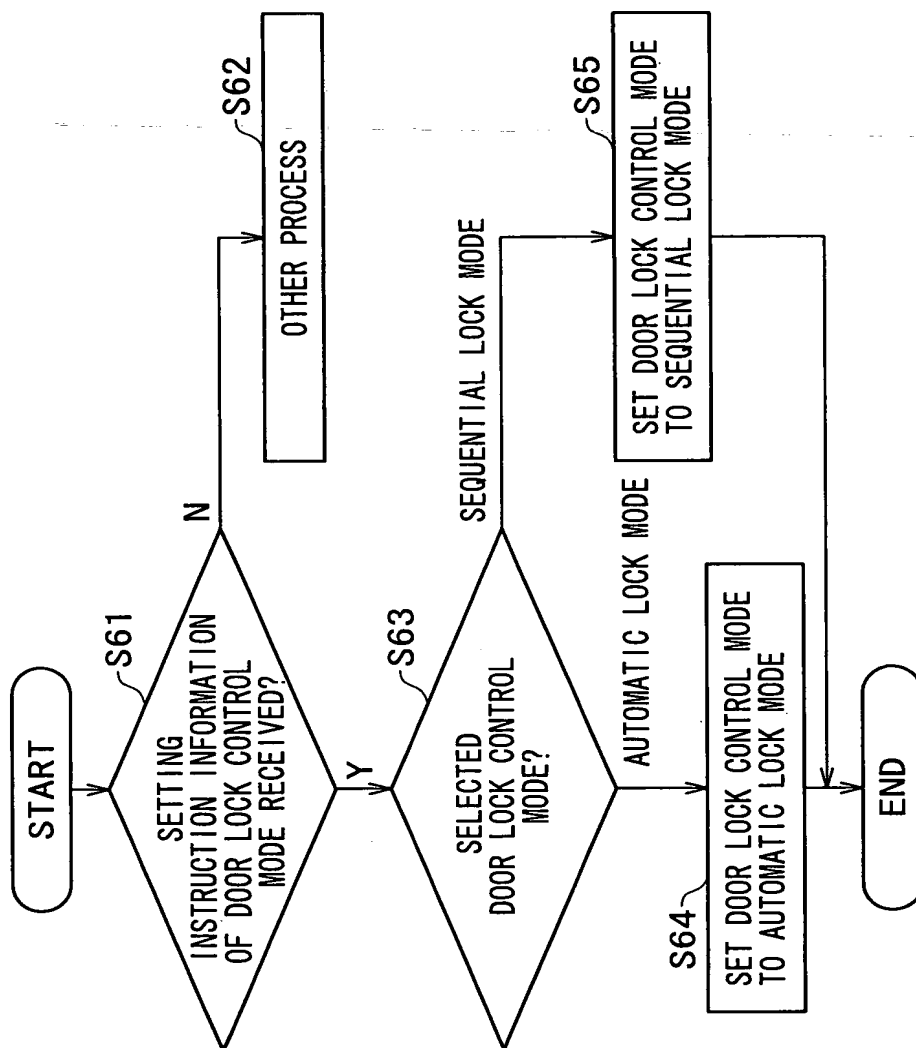 START
S61
SETTING
INSTRUCTION INFORMATION
OF DOOR LOCK CONTROL
MODE RECEIVED?
N
S62
OTHER PROCESS
Y
S63
SELECTED
DOOR LOCK CONTROL
MODE?
SEQUENTIAL LOCK MODE
S65
SET DOOR LOCK CONTROL MODE
TO SEQUENTIAL LOCK MODE
AUTOMATIC LOCK MODE
S64
SET DOOR LOCK CONTROL MODE
TO AUTOMATIC LOCK MODE
END